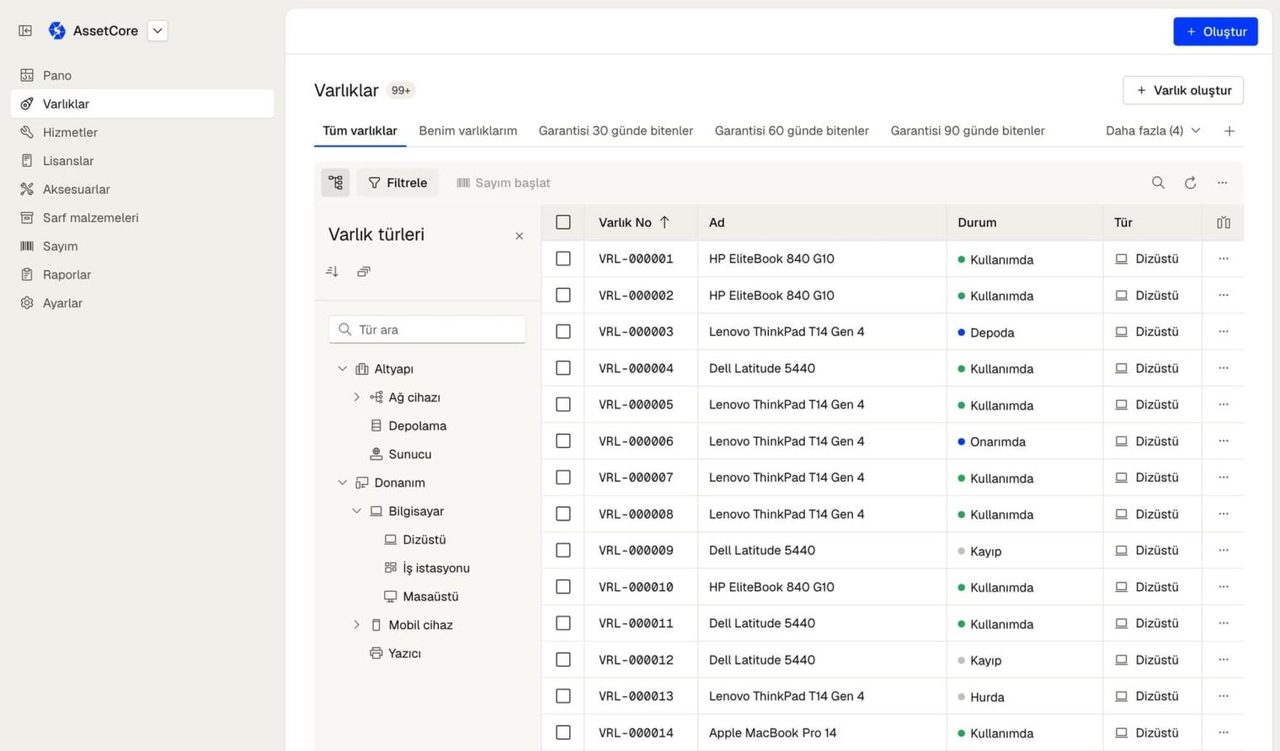 AssetCore
Pano
Varlıklar
Hizmetler
Lisanslar
Aksesuarlar
Sarf malzemeleri
Sayım
Raporlar
Ayarlar
+ Oluştur
Varlıklar 99+
+ Varlık oluştur
Tüm varlıklar Benim varlıklarım Garantisi 30 günde bitenler Garantisi 60 günde bitenler Garantisi 90 günde bitenler Daha fazla (4) +
Filtrele Sayım başlat ...
Varlık türleri ×
Tür ara
Altyapı
Ağ cihazı
Depolama
Sunucu
Donanım
Bilgisayar
Dizüstü
İş istasyonu
Masaüstü
Mobil cihaz
Yazıcı
Varlık No ↑ Ad Durum Tür
VRL-000001 HP EliteBook 840 G10 Kullanımda Dizüstü ...
VRL-000002 HP EliteBook 840 G10 Kullanımda Dizüstü ...
VRL-000003 Lenovo ThinkPad T14 Gen 4 Depoda Dizüstü ...
VRL-000004 Dell Latitude 5440 Kullanımda Dizüstü ...
VRL-000005 Lenovo ThinkPad T14 Gen 4 Kullanımda Dizüstü ...
VRL-000006 Lenovo ThinkPad T14 Gen 4 Onarımda Dizüstü ...
VRL-000007 Lenovo ThinkPad T14 Gen 4 Kullanımda Dizüstü ...
VRL-000008 Lenovo ThinkPad T14 Gen 4 Kullanımda Dizüstü ...
VRL-000009 Dell Latitude 5440 Kayıp Dizüstü ...
VRL-000010 HP EliteBook 840 G10 Kullanımda Dizüstü ...
VRL-000011 Dell Latitude 5440 Kullanımda Dizüstü ...
VRL-000012 Dell Latitude 5440 Kayıp Dizüstü ...
VRL-000013 Lenovo ThinkPad T14 Gen 4 Hurda Dizüstü ...
VRL-000014 Apple MacBook Pro 14 Kullanımda Dizüstü ...